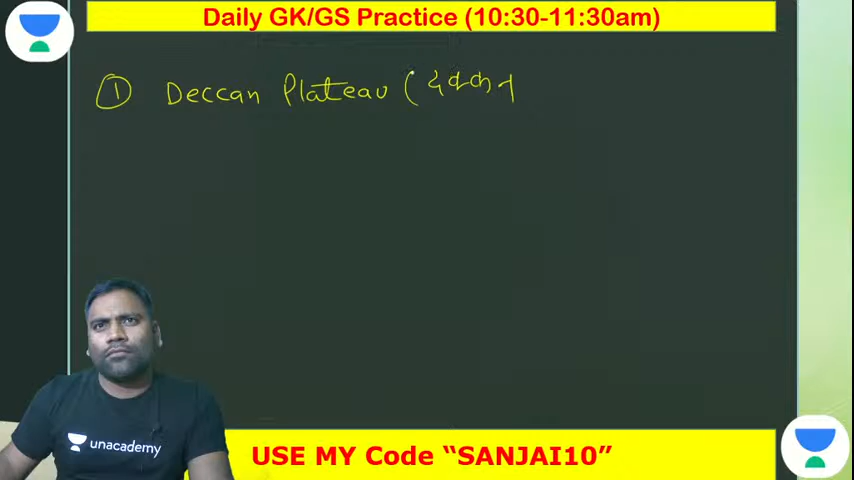 Daily GK/GS Practice (10:30-11:30am)
① Deccan Plateau ( दक्कन
unacademy
USE MY Code “SANJAI10”